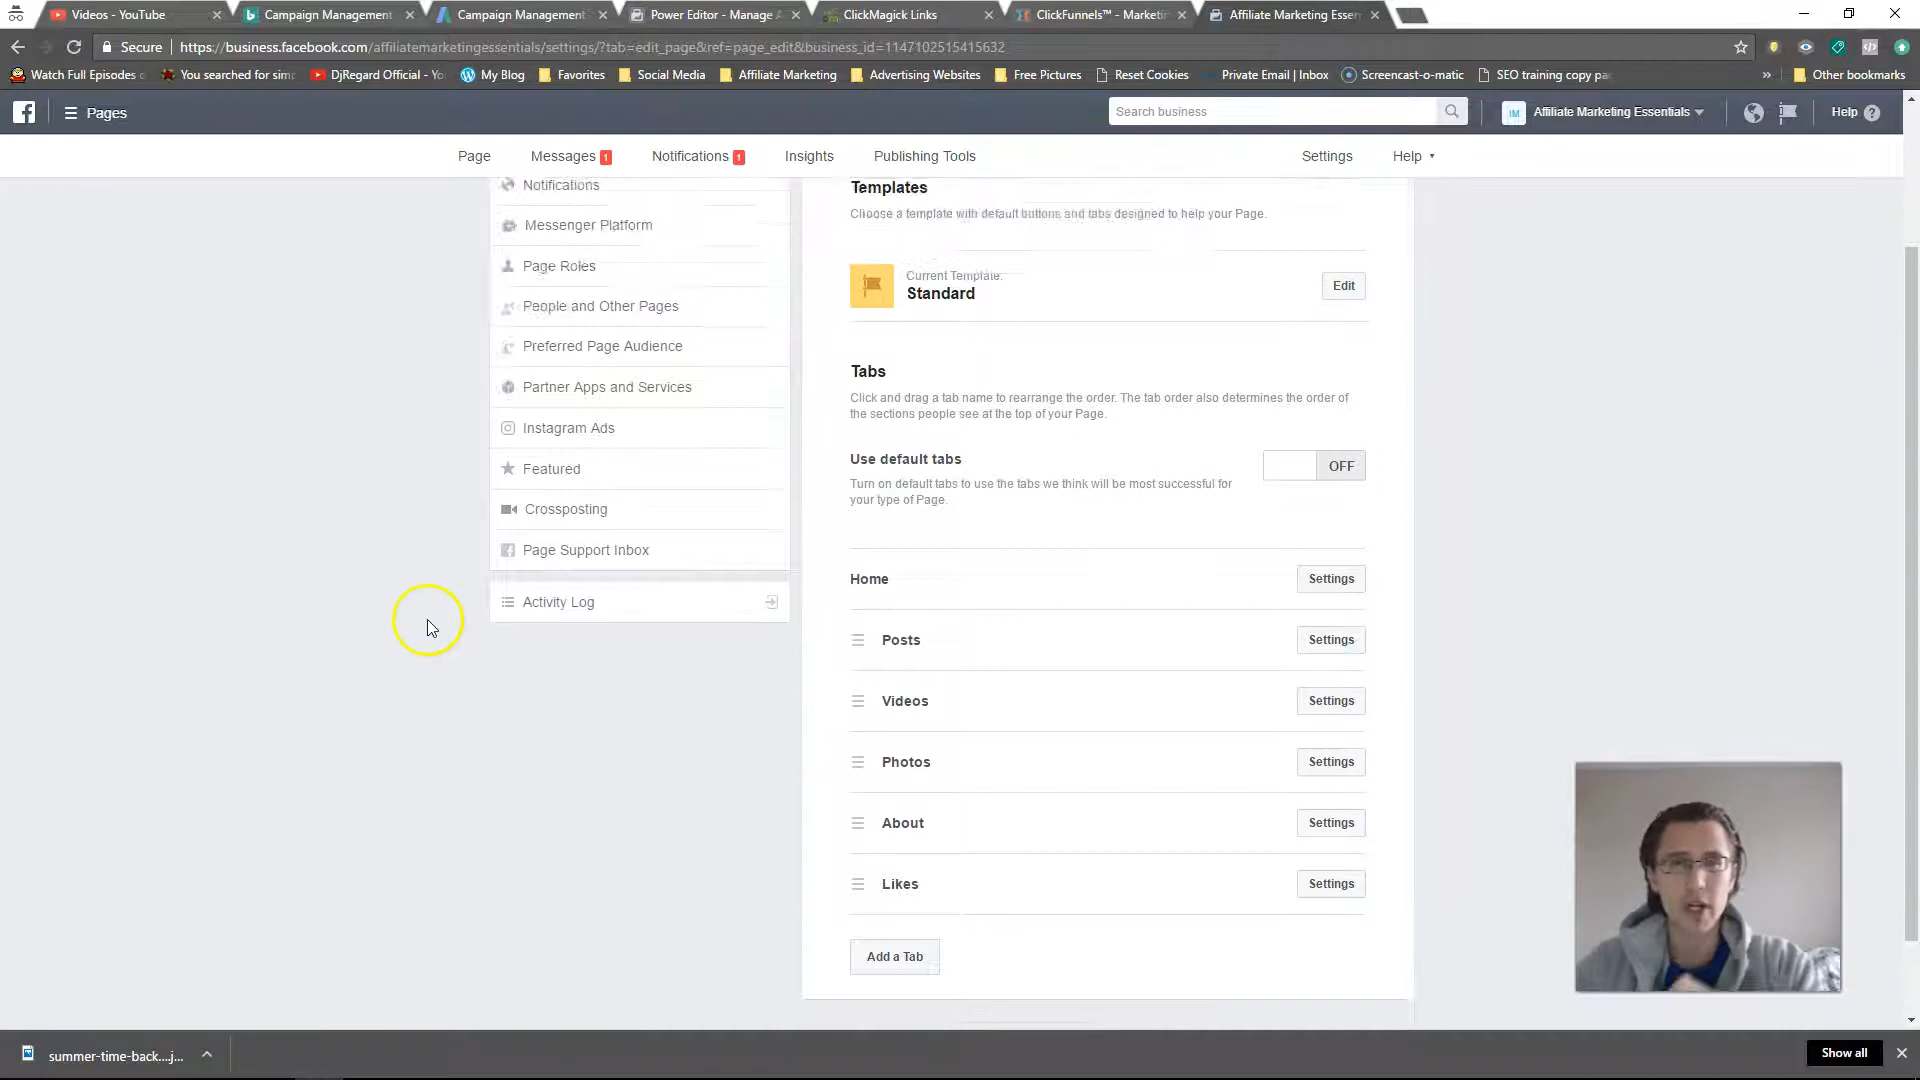 Videos - YouTube
Campaign Management
Campaign Management
Power Editor - Manage A
ClickMagick Links
ClickFunnels™ - Marketin
Affiliate Marketing Essen
Secure
https://business.facebook.com/affiliatemarketingessentials/settings/?tab=edit_page&ref=page_edit&business_id=1147102515415632
Watch Full Episodes o
You searched for sim
DjRegard Official - Yo
My Blog
Favorites
Social Media
Affiliate Marketing
Advertising Websites
Free Pictures
Reset Cookies
Private Email | Inbox
Screencast-o-matic
SEO training copy pa
»
Other bookmarks
Pages
Search business
IM
Affiliate Marketing Essentials
Help
Page
Messages 1
Notifications 1
Insights
Publishing Tools
Settings
Help
Notifications
Messenger Platform
Page Roles
People and Other Pages
Preferred Page Audience
Partner Apps and Services
Instagram Ads
Featured
Crossposting
Page Support Inbox
Activity Log
Templates
Choose a template with default buttons and tabs designed to help your Page.
Current Template:
Standard
Edit
Tabs
Click and drag a tab name to rearrange the order. The tab order also determines the order of
the sections people see at the top of your Page.
Use default tabs
OFF
Turn on default tabs to use the tabs we think will be most successful for
your type of Page.
Home
Settings
Posts
Settings
Videos
Settings
Photos
Settings
About
Settings
Likes
Settings
Add a Tab
summer-time-back....j...
Show all